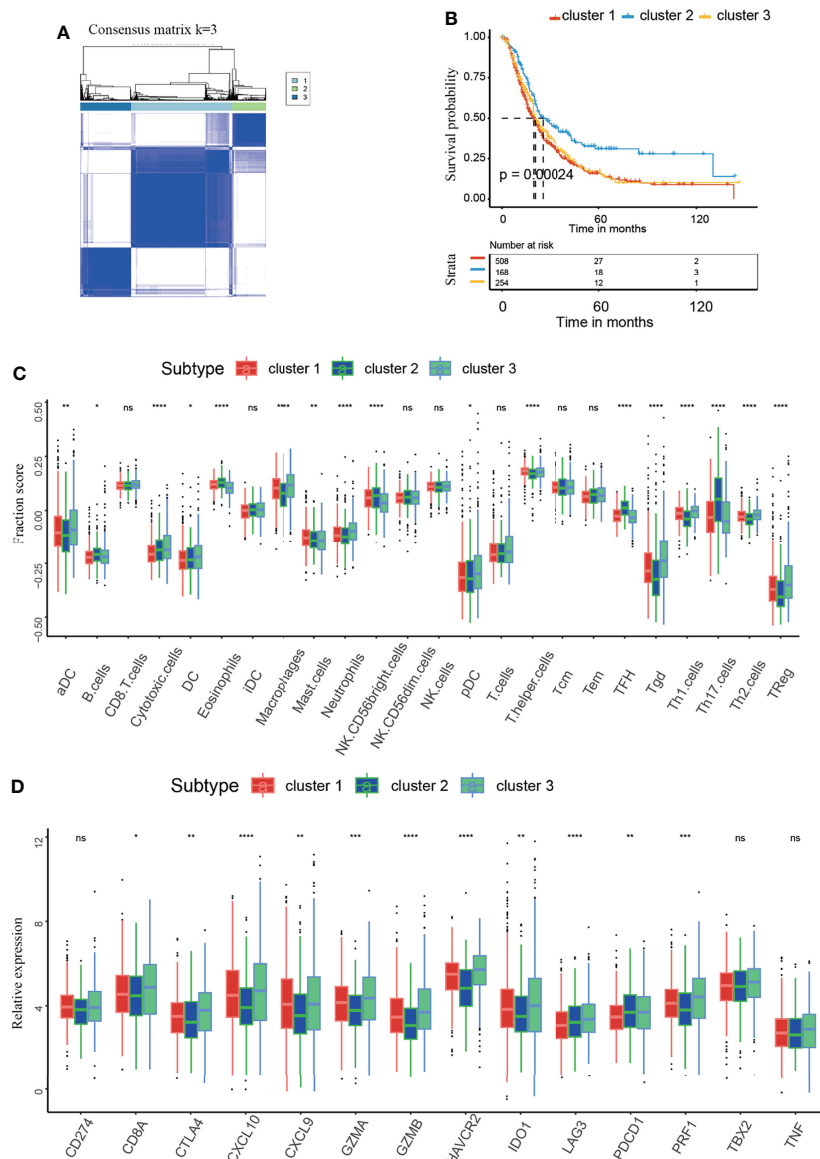 A
Consensus matrix k=3
1
2
3
B
cluster 1 cluster 2 cluster 3
Survival probability
1.00
0.75
0.50
0.25
0.00
p = 0.00024
0 60 120
Time in months
Number at risk
Strata
508 27 2
168 18 3
254 12 1
0 60 120
Time in months
C
Subtype a cluster 1 a cluster 2 a cluster 3
Fraction score
0.50
0.25
0.00
−0.25
−0.50
** * ns **** * **** ns **** ** **** **** ns ns * ns **** ns ns **** **** **** **** **** ****
aDC
B.cells
CD8.T.cells
Cytotoxic.cells
DC
Eosinophils
iDC
Macrophages
Mast.cells
Neutrophils
NK.CD56bright.cells
NK.CD56dim.cells
NK.cells
pDC
T.cells
T.helper.cells
Tcm
Tem
TFH
Tgd
Th1.cells
Th17.cells
Th2.cells
TReg
D
Subtype a cluster 1 a cluster 2 a cluster 3
Relative expression
12
8
4
0
ns * ** **** ** *** **** **** ** **** ** *** ns ns
CD274
CD8A
CTLA4
CXCL10
CXCL9
GZMA
GZMB
HAVCR2
IDO1
LAG3
PDCD1
PRF1
TBX2
TNF